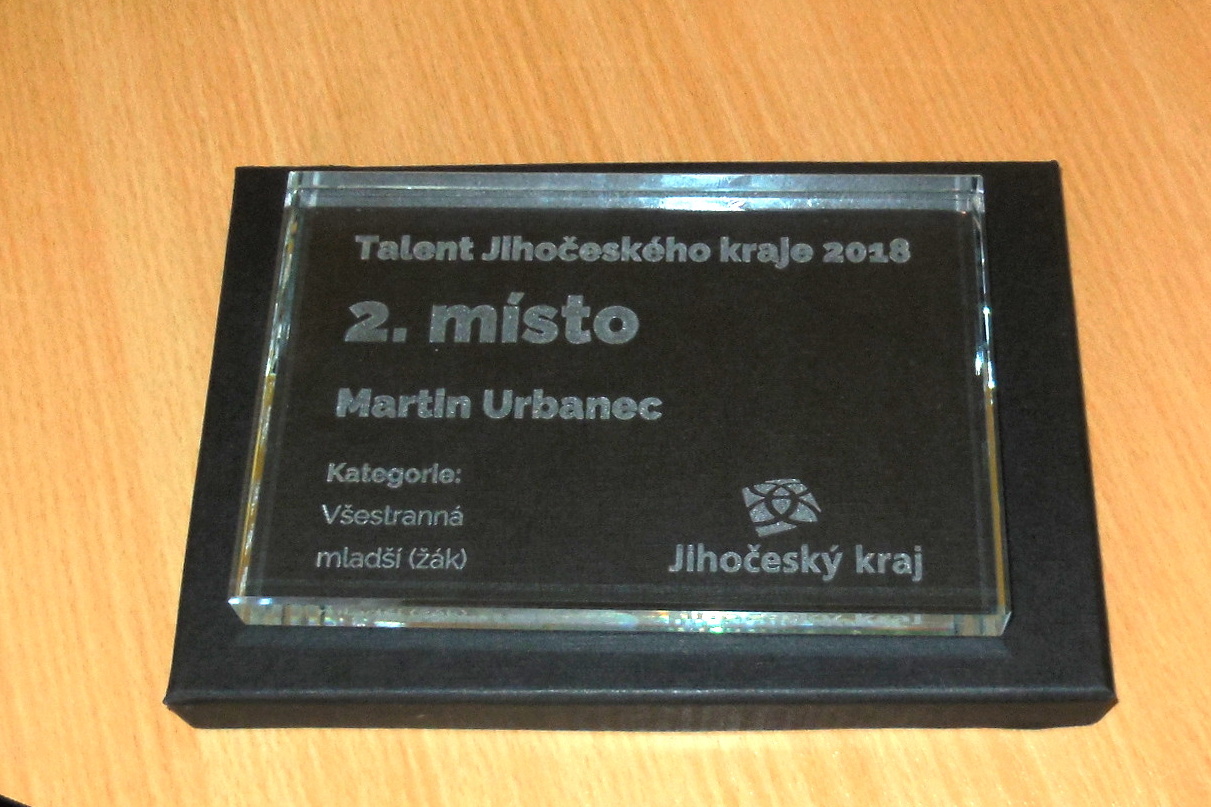 Talent Jihočeského kraje 2018
2. místo
Martin Urbanec
Kategorie:
Všestranná
mladší (žák)
Jihočeský kraj